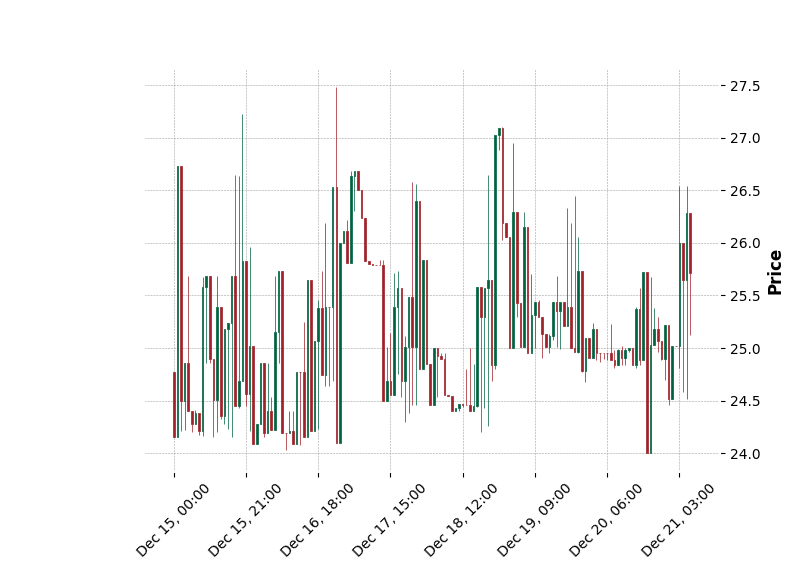 27.5
27.0
26.5
26.0
25.5
25.0
24.5
24.0
Price
Dec 15, 00:00
Dec 15, 21:00
Dec 16, 18:00
Dec 17, 15:00
Dec 18, 12:00
Dec 19, 09:00
Dec 20, 06:00
Dec 21, 03:00